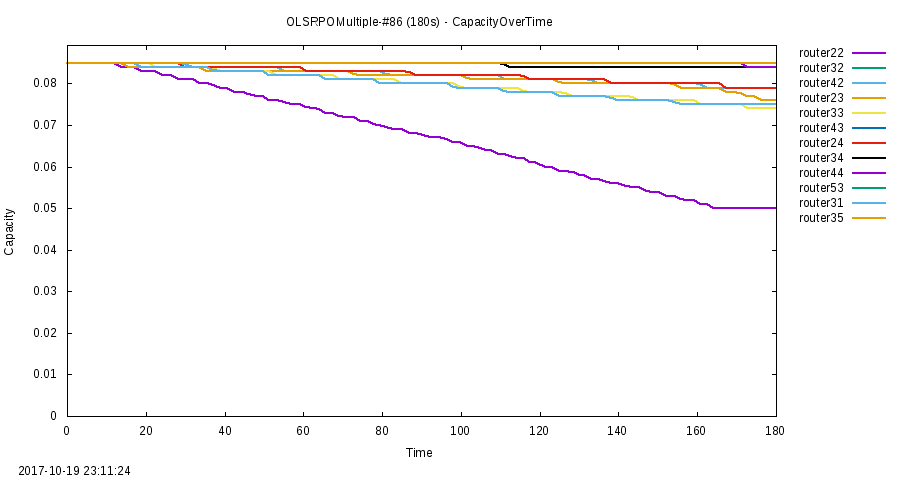 OLSRPOMultiple-#86 (180s) - CapacityOverTime
router22
router32
router42
router23
router33
router43
router24
router34
router44
router53
router31
router35
0.08
0.07
0.06
0.05
0.04
0.03
0.02
0.01
0
Capacity
0 20 40 60 80 100 120 140 160 180
Time
2017-10-19 23:11:24